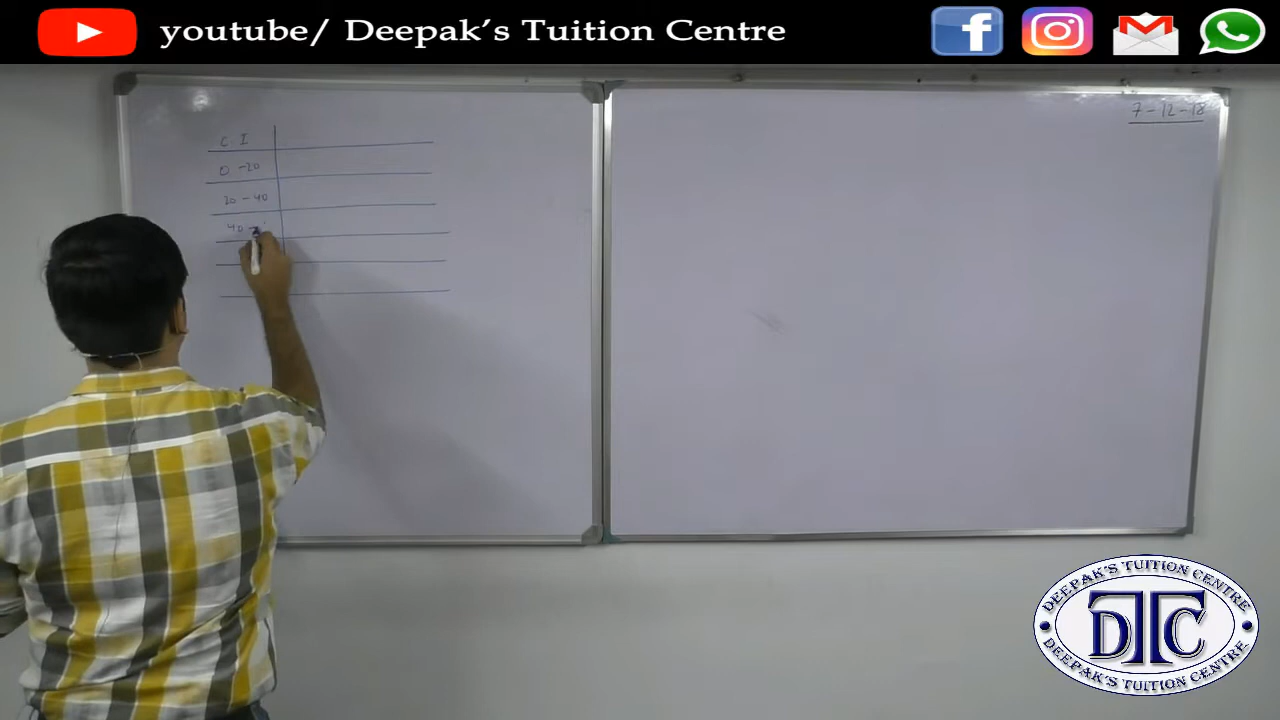 youtube/ Deepak's Tuition Centre
7-12-18
C I
0 - 20
20 - 40
40 -
DEEPAK'S TUITION CENTRE
DTC
DEEPAK'S TUITION CENTRE